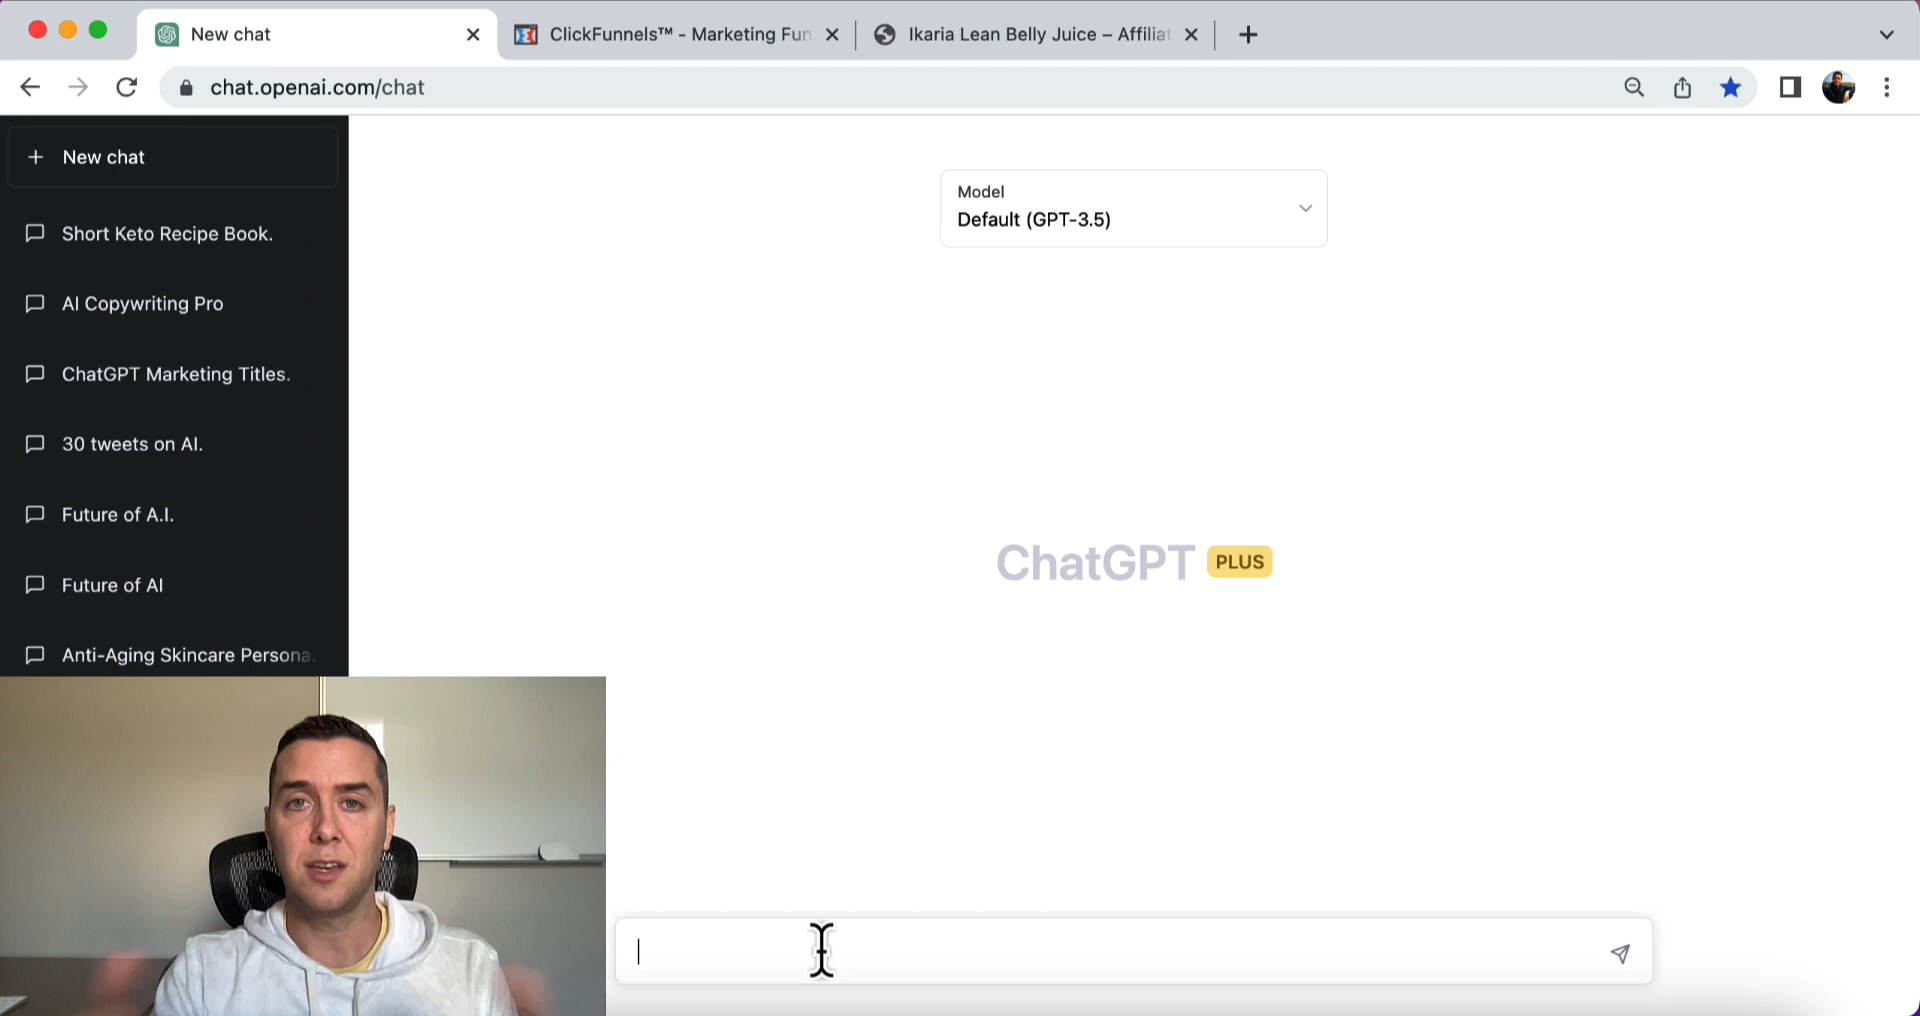 New chat
ClickFunnels™ - Marketing Fun
Ikaria Lean Belly Juice – Affiliat
chat.openai.com/chat
New chat
Short Keto Recipe Book.
AI Copywriting Pro
ChatGPT Marketing Titles.
30 tweets on AI.
Future of A.I.
Future of AI
Anti-Aging Skincare Persona.
Model
Default (GPT-3.5)
ChatGPT PLUS